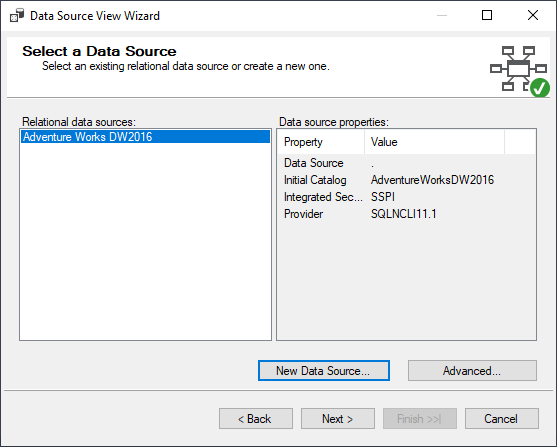 Data Source View Wizard
Select a Data Source
Select an existing relational data source or create a new one.
Relational data sources:
Adventure Works DW2016
Data source properties:
Property Value
Data Source .
Initial Catalog AdventureWorksDW2016
Integrated Sec... SSPI
Provider SQLNCLI11.1
New Data Source...
Advanced...
< Back
Next >
Finish >>|
Cancel